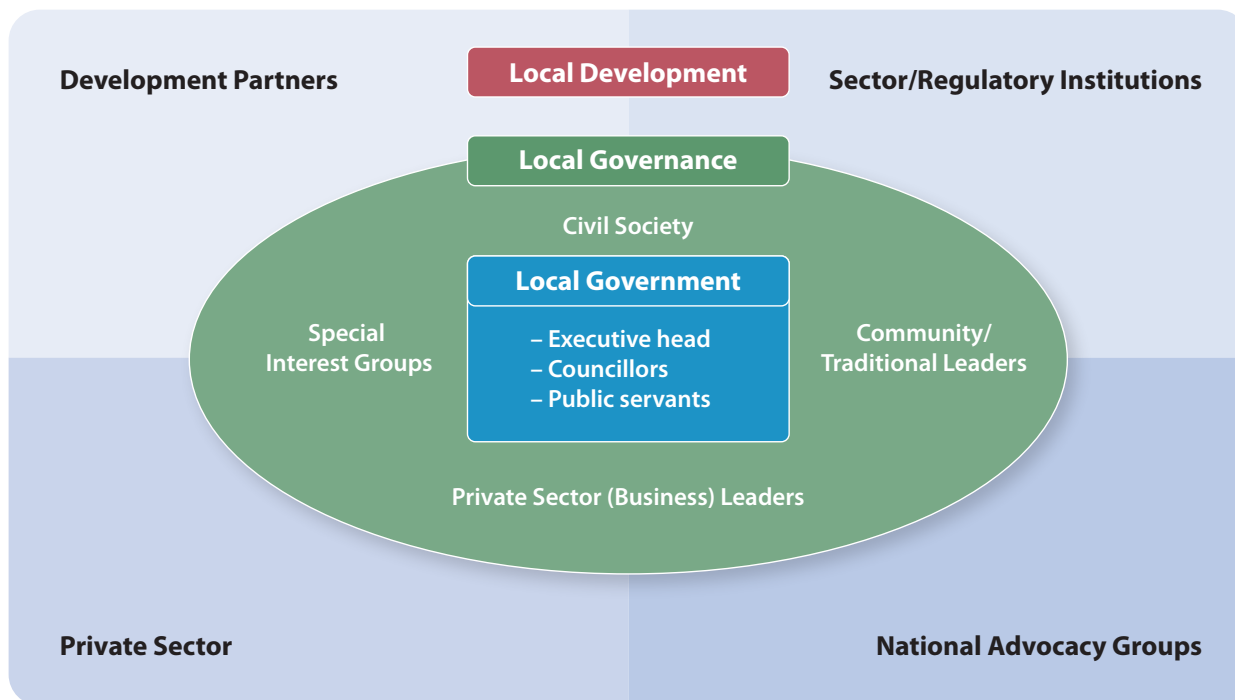 Development Partners
Local Development
Sector/Regulatory Institutions
Local Governance
Civil Society
Local Government
Special
Interest Groups
– Executive head
– Councillors
– Public servants
Community/
Traditional Leaders
Private Sector (Business) Leaders
Private Sector
National Advocacy Groups